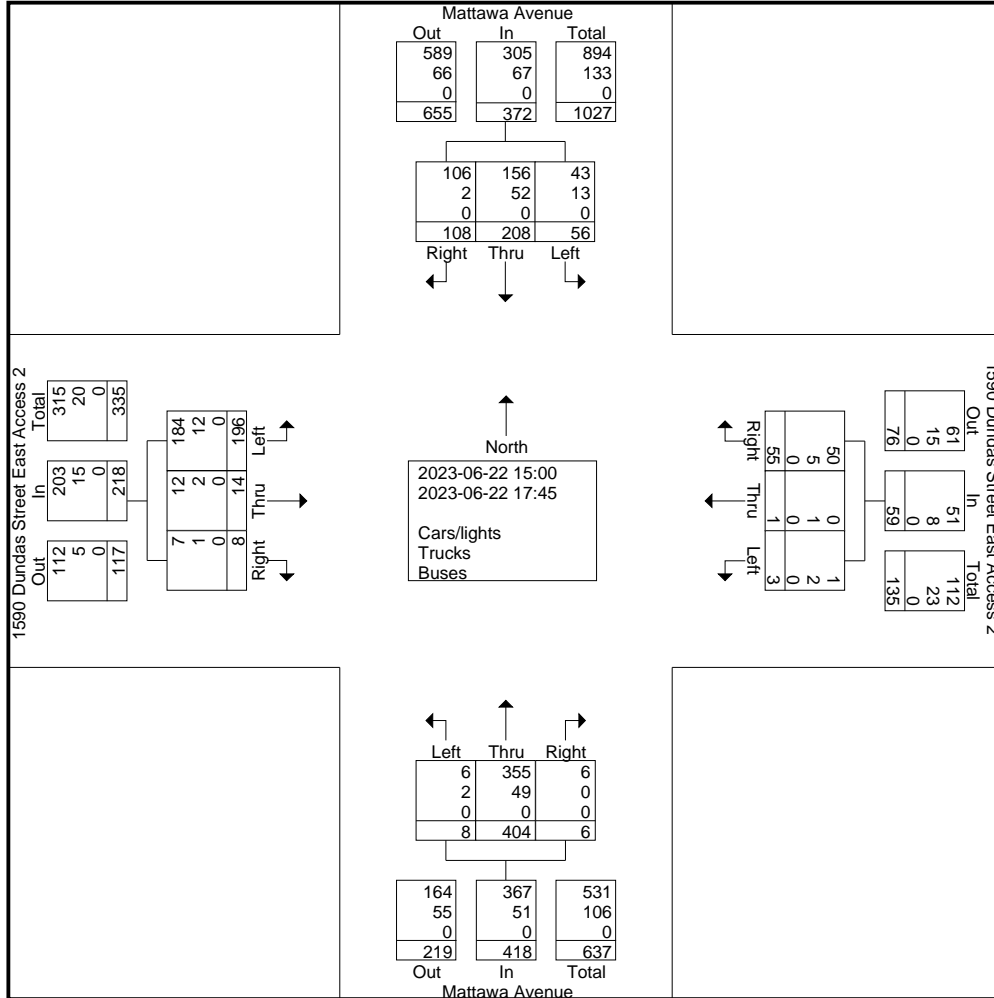 Mattawa Avenue
Out In Total
589 305 894
66 67 133
0 0 0
655 372 1027
106 156 43
2 52 13
0 0 0
108 208 56
Right Thru Left
1590 Dundas Street East Access 2
Total
315
20
0
335
In
203
15
0
218
Out
112
5
0
117
Left
184
12
0
196
Thru
12
2
0
14
Right
7
1
0
8
North
2023-06-22 15:00
2023-06-22 17:45
Cars/lights
Trucks
Buses
Right
50
5
0
55
Thru
0
1
0
1
Left
1
2
0
3
Out
61
15
0
76
In
51
8
0
59
Total
112
23
0
135
1590 Dundas Street East Access 2
Left Thru Right
6 355 6
2 49 0
0 0 0
8 404 6
164 367 531
55 51 106
0 0 0
219 418 637
Out In Total
Mattawa Avenue